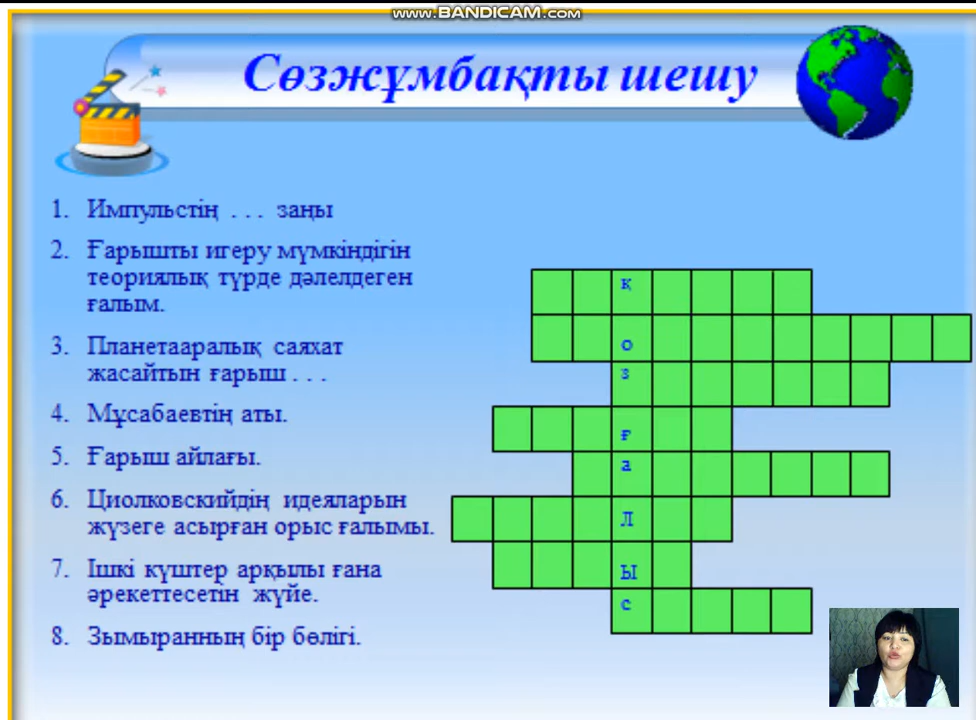 www.BANDICAM.com
Сөзжұмбақты шешу
1. Импульстің . . . заңы
2. Ғарышты игеру мүмкіндігін
теориялық түрде дәлелдеген
ғалым.
3. Планетааралық саяхат
жасайтын ғарыш . . .
4. Мұсабаевтің аты.
5. Ғарыш айлағы.
6. Циолковскийдің идеяларын
жүзеге асырған орыс ғалымы.
7. Ішкі күштер арқылы ғана
әрекеттесетін жүйе.
8. Зымыранның бір бөлігі.
қ
о
з
ғ
а
Л
Ы
с